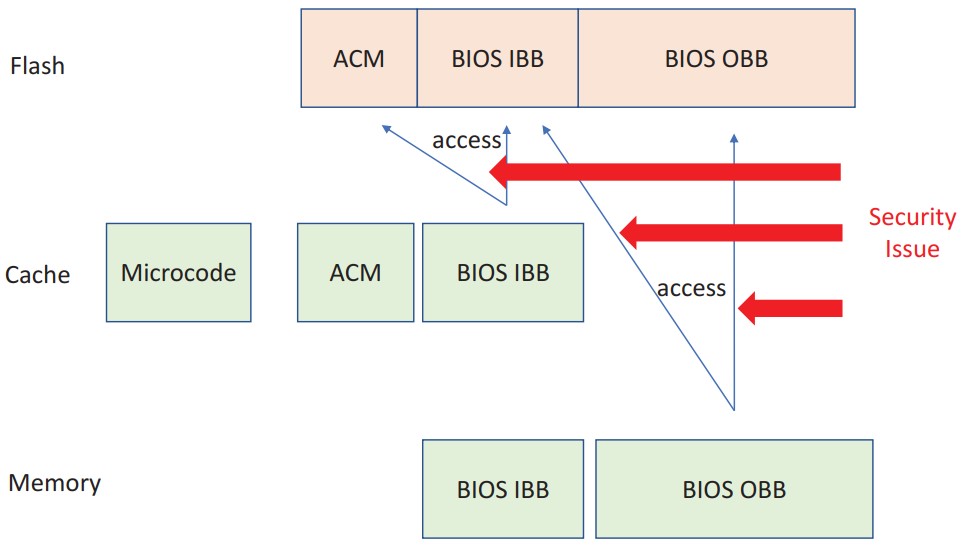 Flash
ACM
BIOS IBB
BIOS OBB
access
Security
Issue
Cache
Microcode
ACM
BIOS IBB
access
Memory
BIOS IBB
BIOS OBB